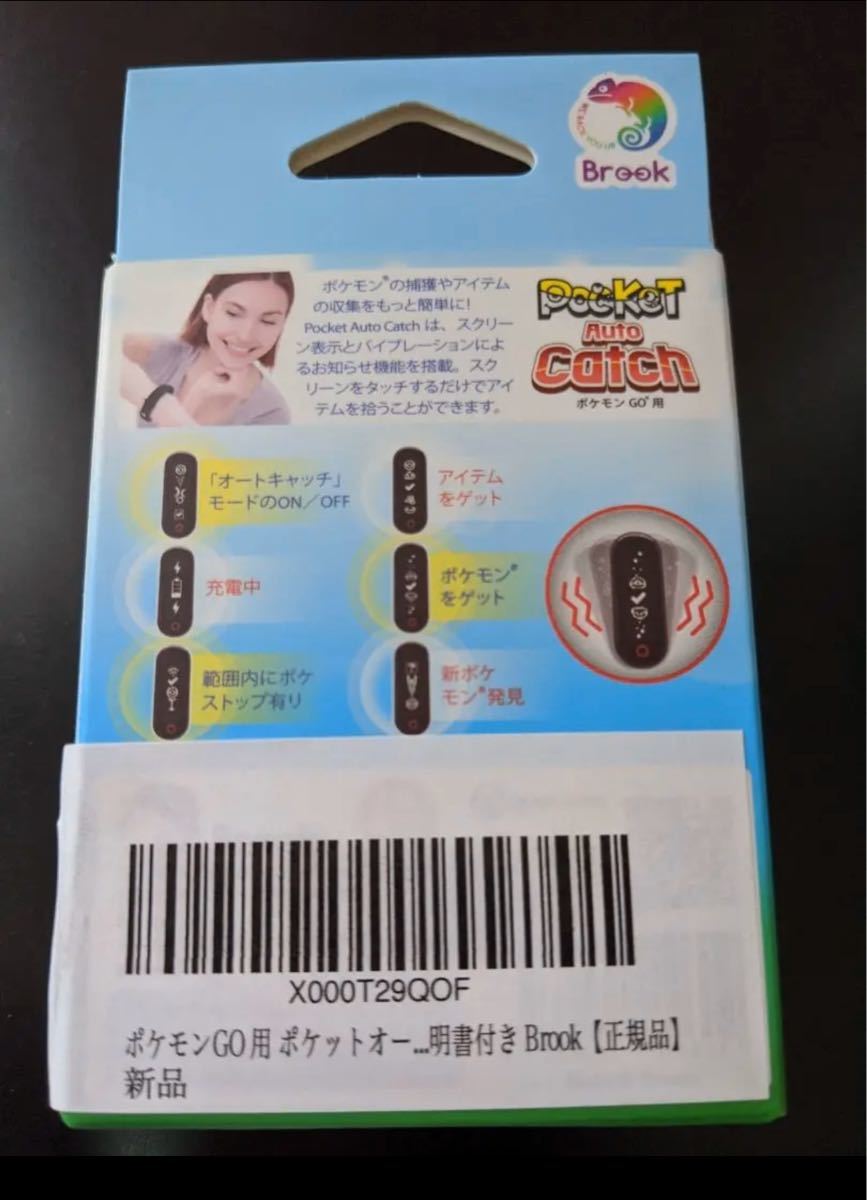 Brook
ポケモン®の捕獲やアイテム
の収集をもっと簡単に!
Pocket Auto Catch は、スクリー
ン表示とバイブレーションによ
るお知らせ機能を搭載。スク
リーンをタッチするだけでアイ
テムを拾うことができます。
PocKeT
Auto
Catch
ポケモン GO®用
「オートキャッチ」
モードのON/OFF
アイテム
をゲット
充電中
ポケモン®
をゲット
範囲内にポケ
ストップ有り
新ポケ
モン®発見
X000T29QOF
ポケモンGO用 ポケットオー...明書付き Brook【正規品】
新品